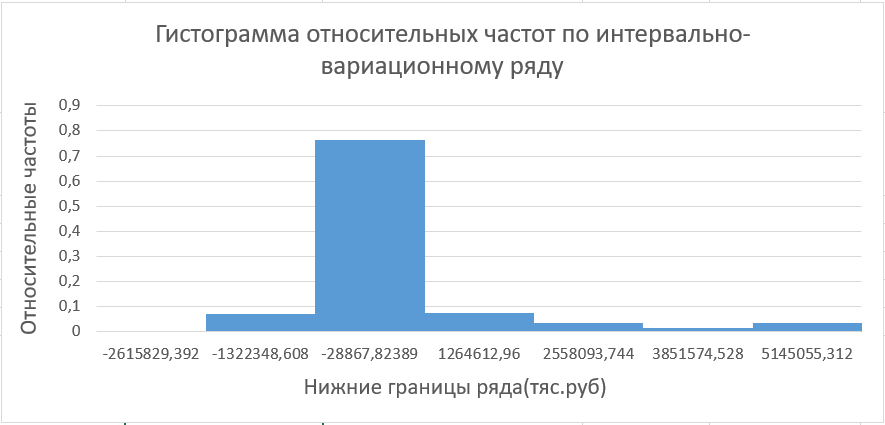 Гистограмма относительных частот по интервально-
вариационному ряду
Относительные частоты
0,9
0,8
0,7
0,6
0,5
0,4
0,3
0,2
0,1
0
-2615829,392 -1322348,608 -28867,82389 1264612,96 2558093,744 3851574,528 5145055,312
Нижние границы ряда(тяс.руб)